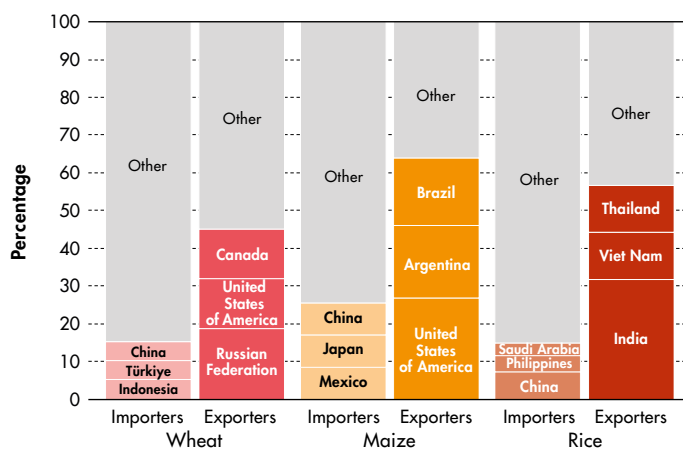 Percentage
100
90
80
70
60
50
40
30
20
10
0
Other
China
Türkiye
Indonesia
Other
Canada
United
States
of America
Russian
Federation
Other
China
Japan
Mexico
Other
Brazil
Argentina
United
States
of America
Other
Saudi Arabia
Philippines
China
Other
Thailand
Viet Nam
India
Importers Exporters Importers Exporters Importers Exporters
Wheat Maize Rice